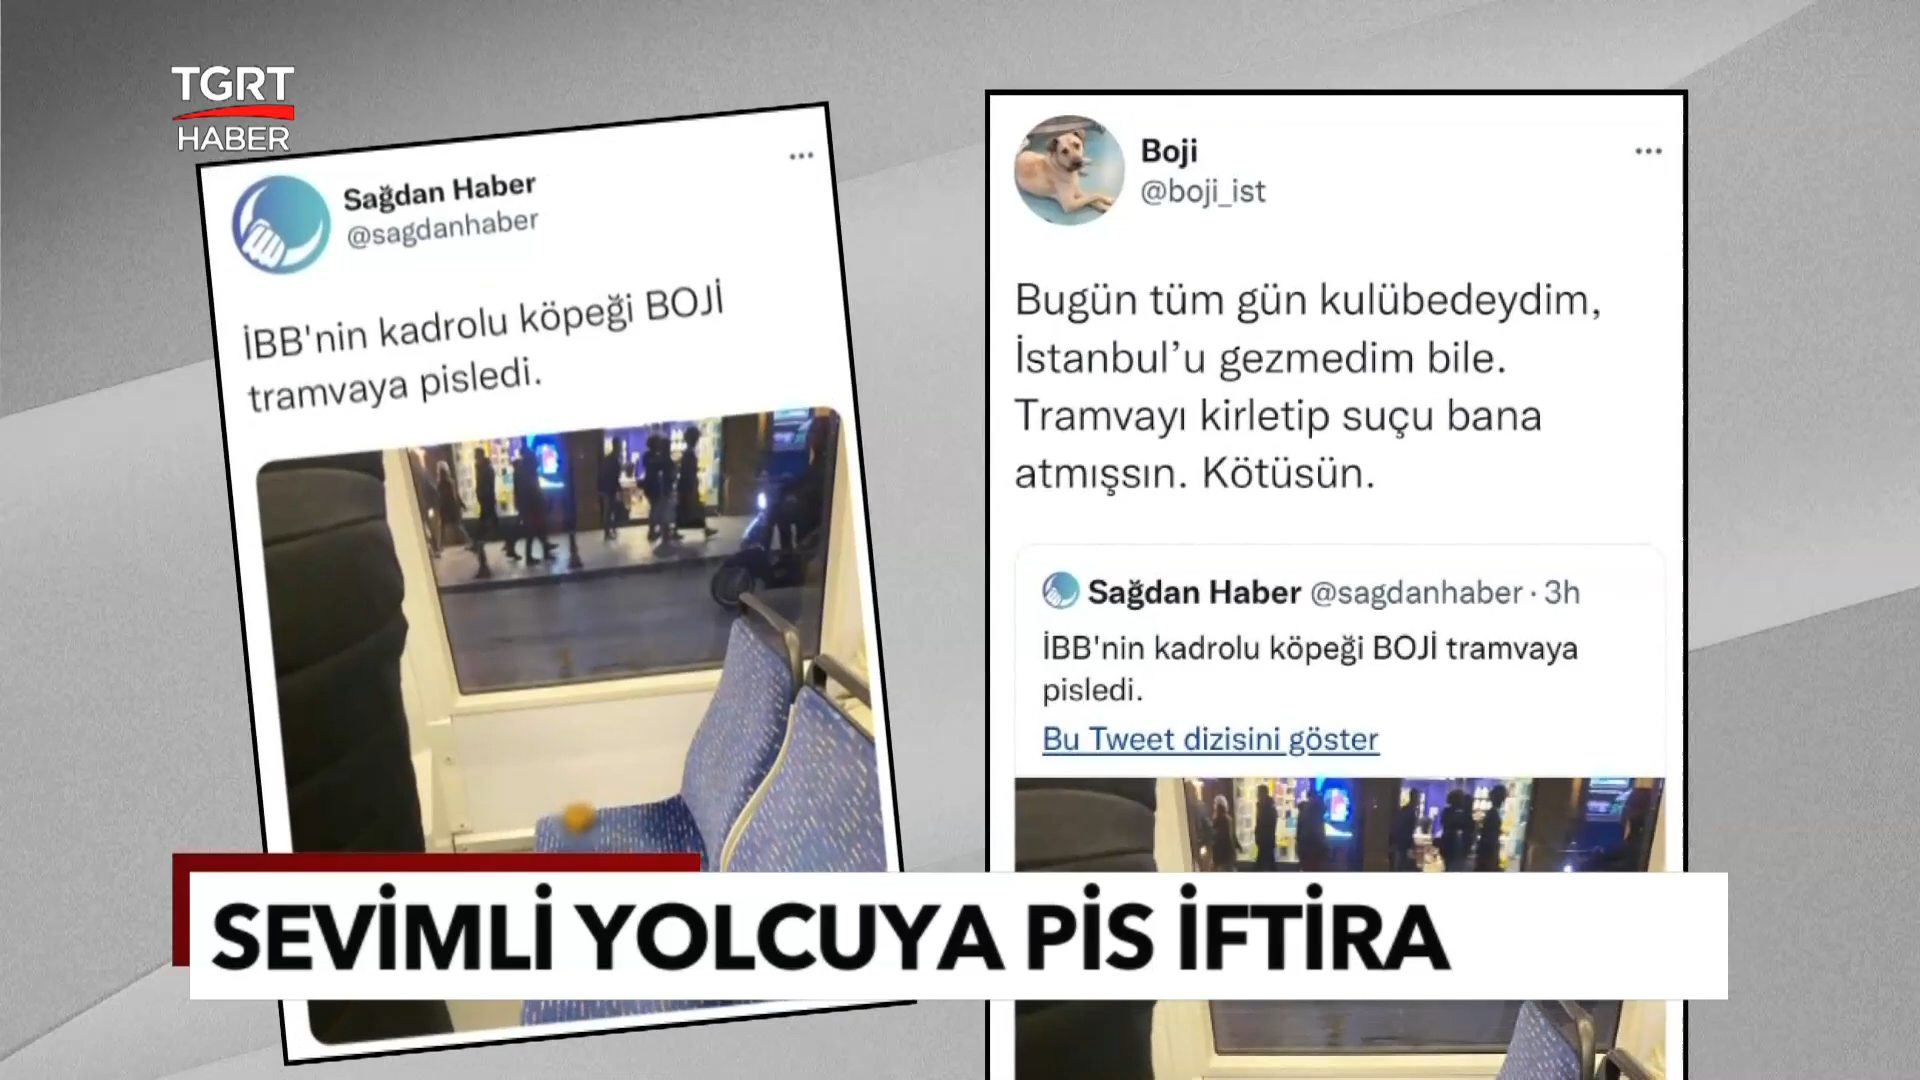 TGRT
HABER
Sağdan Haber
@sagdanhaber
İBB'nin kadrolu köpeği BOJİ
tramvaya pisledi.
Boji
@boji_ist
Bugün tüm gün kulübedeydim,
İstanbul’u gezmedim bile.
Tramvayı kirletip suçu bana
atmışsın. Kötüsün.
Sağdan Haber @sagdanhaber · 3h
İBB'nin kadrolu köpeği BOJİ tramvaya
pisledi.
Bu Tweet dizisini göster
SEVİMLİ YOLCUYA PİS İFTİRA